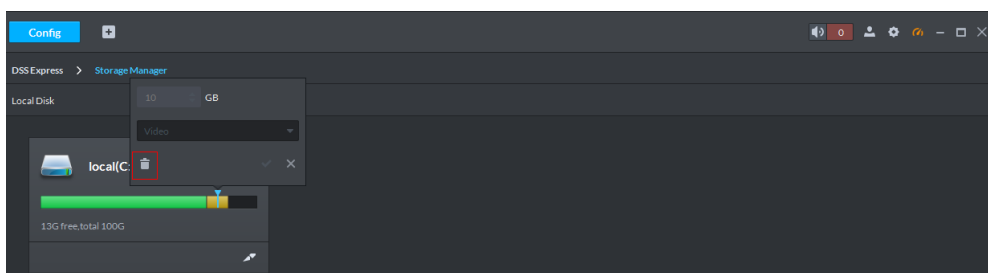 Config
0
DSS Express > Storage Manager
Local Disk
10 GB
Video
local(C:
13G free,total 100G